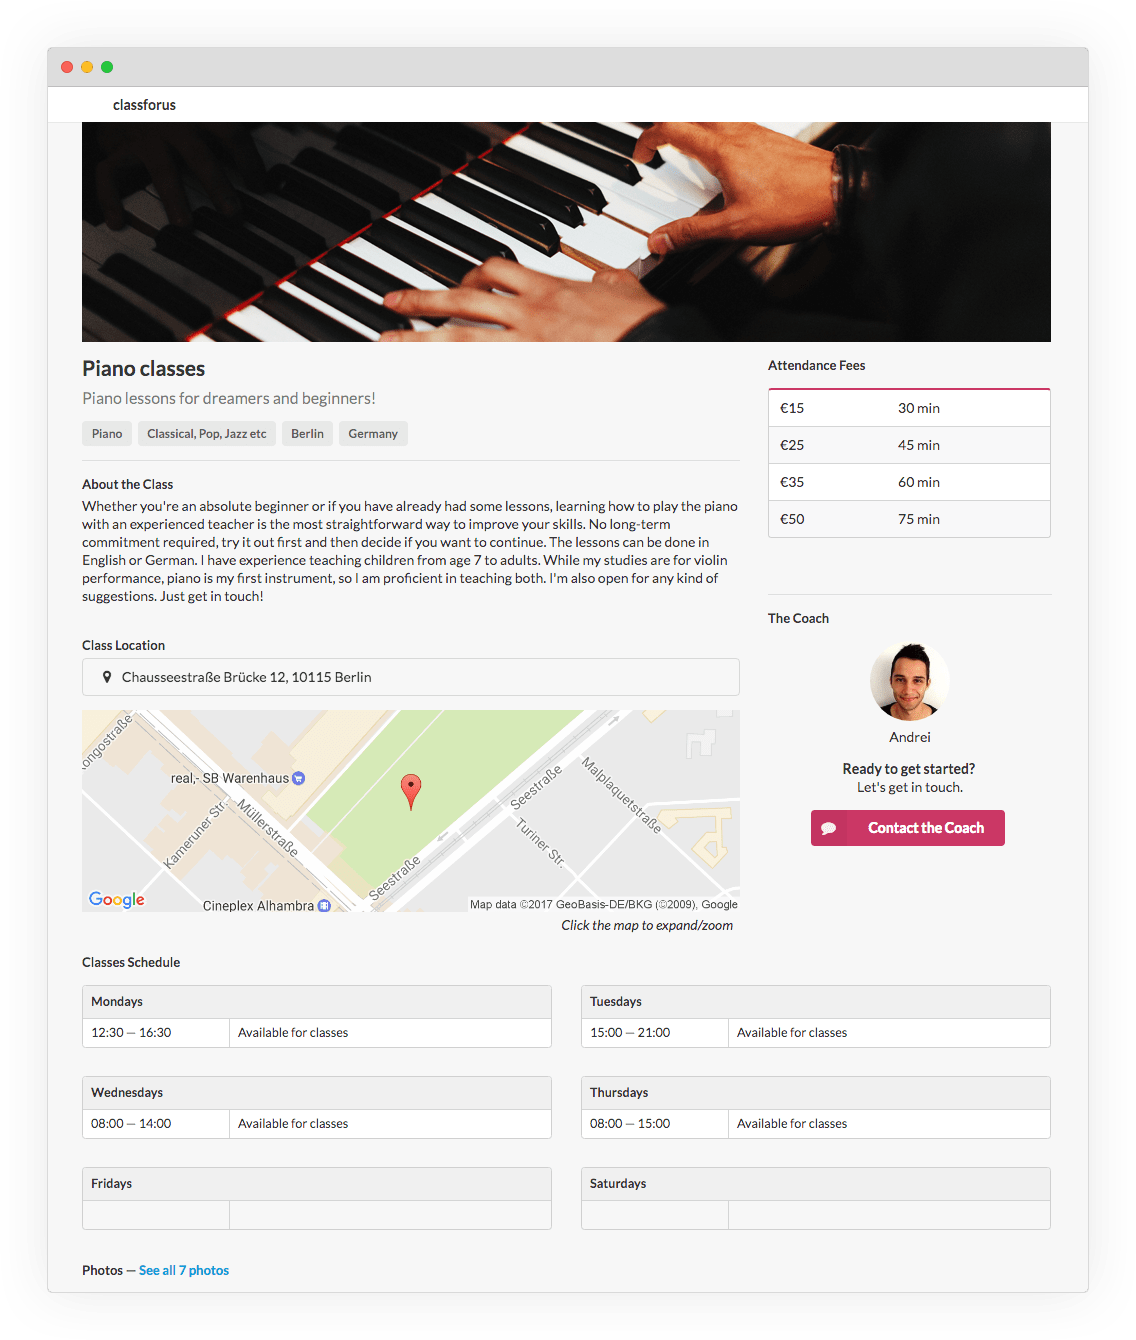 classforus
Piano classes
Piano lessons for dreamers and beginners!
Piano
Classical, Pop, Jazz etc
Berlin
Germany
About the Class
Whether you're an absolute beginner or if you have already had some lessons, learning how to play the piano
with an experienced teacher is the most straightforward way to improve your skills. No long-term
commitment required, try it out first and then decide if you want to continue. The lessons can be done in
English or German. I have experience teaching children from age 7 to adults. While my studies are for violin
performance, piano is my first instrument, so I am proficient in teaching both. I'm also open for any kind of
suggestions. Just get in touch!
Class Location
Chausseestraße Brücke 12, 10115 Berlin
ongostraße
real,- SB Warenhaus
Kameruner Str.
Müllerstraße
Seestraße
Seestraße
Malplaquetstraße
Turiner Str.
Cineplex Alhambra
Google
Map data ©2017 GeoBasis-DE/BKG (©2009), Google
Click the map to expand/zoom
Attendance Fees
€15 30 min
€25 45 min
€35 60 min
€50 75 min
The Coach
Andrei
Ready to get started?
Let's get in touch.
Contact the Coach
Classes Schedule
Mondays
12:30 — 16:30 Available for classes
Tuesdays
15:00 — 21:00 Available for classes
Wednesdays
08:00 — 14:00 Available for classes
Thursdays
08:00 — 15:00 Available for classes
Fridays
Saturdays
Photos — See all 7 photos